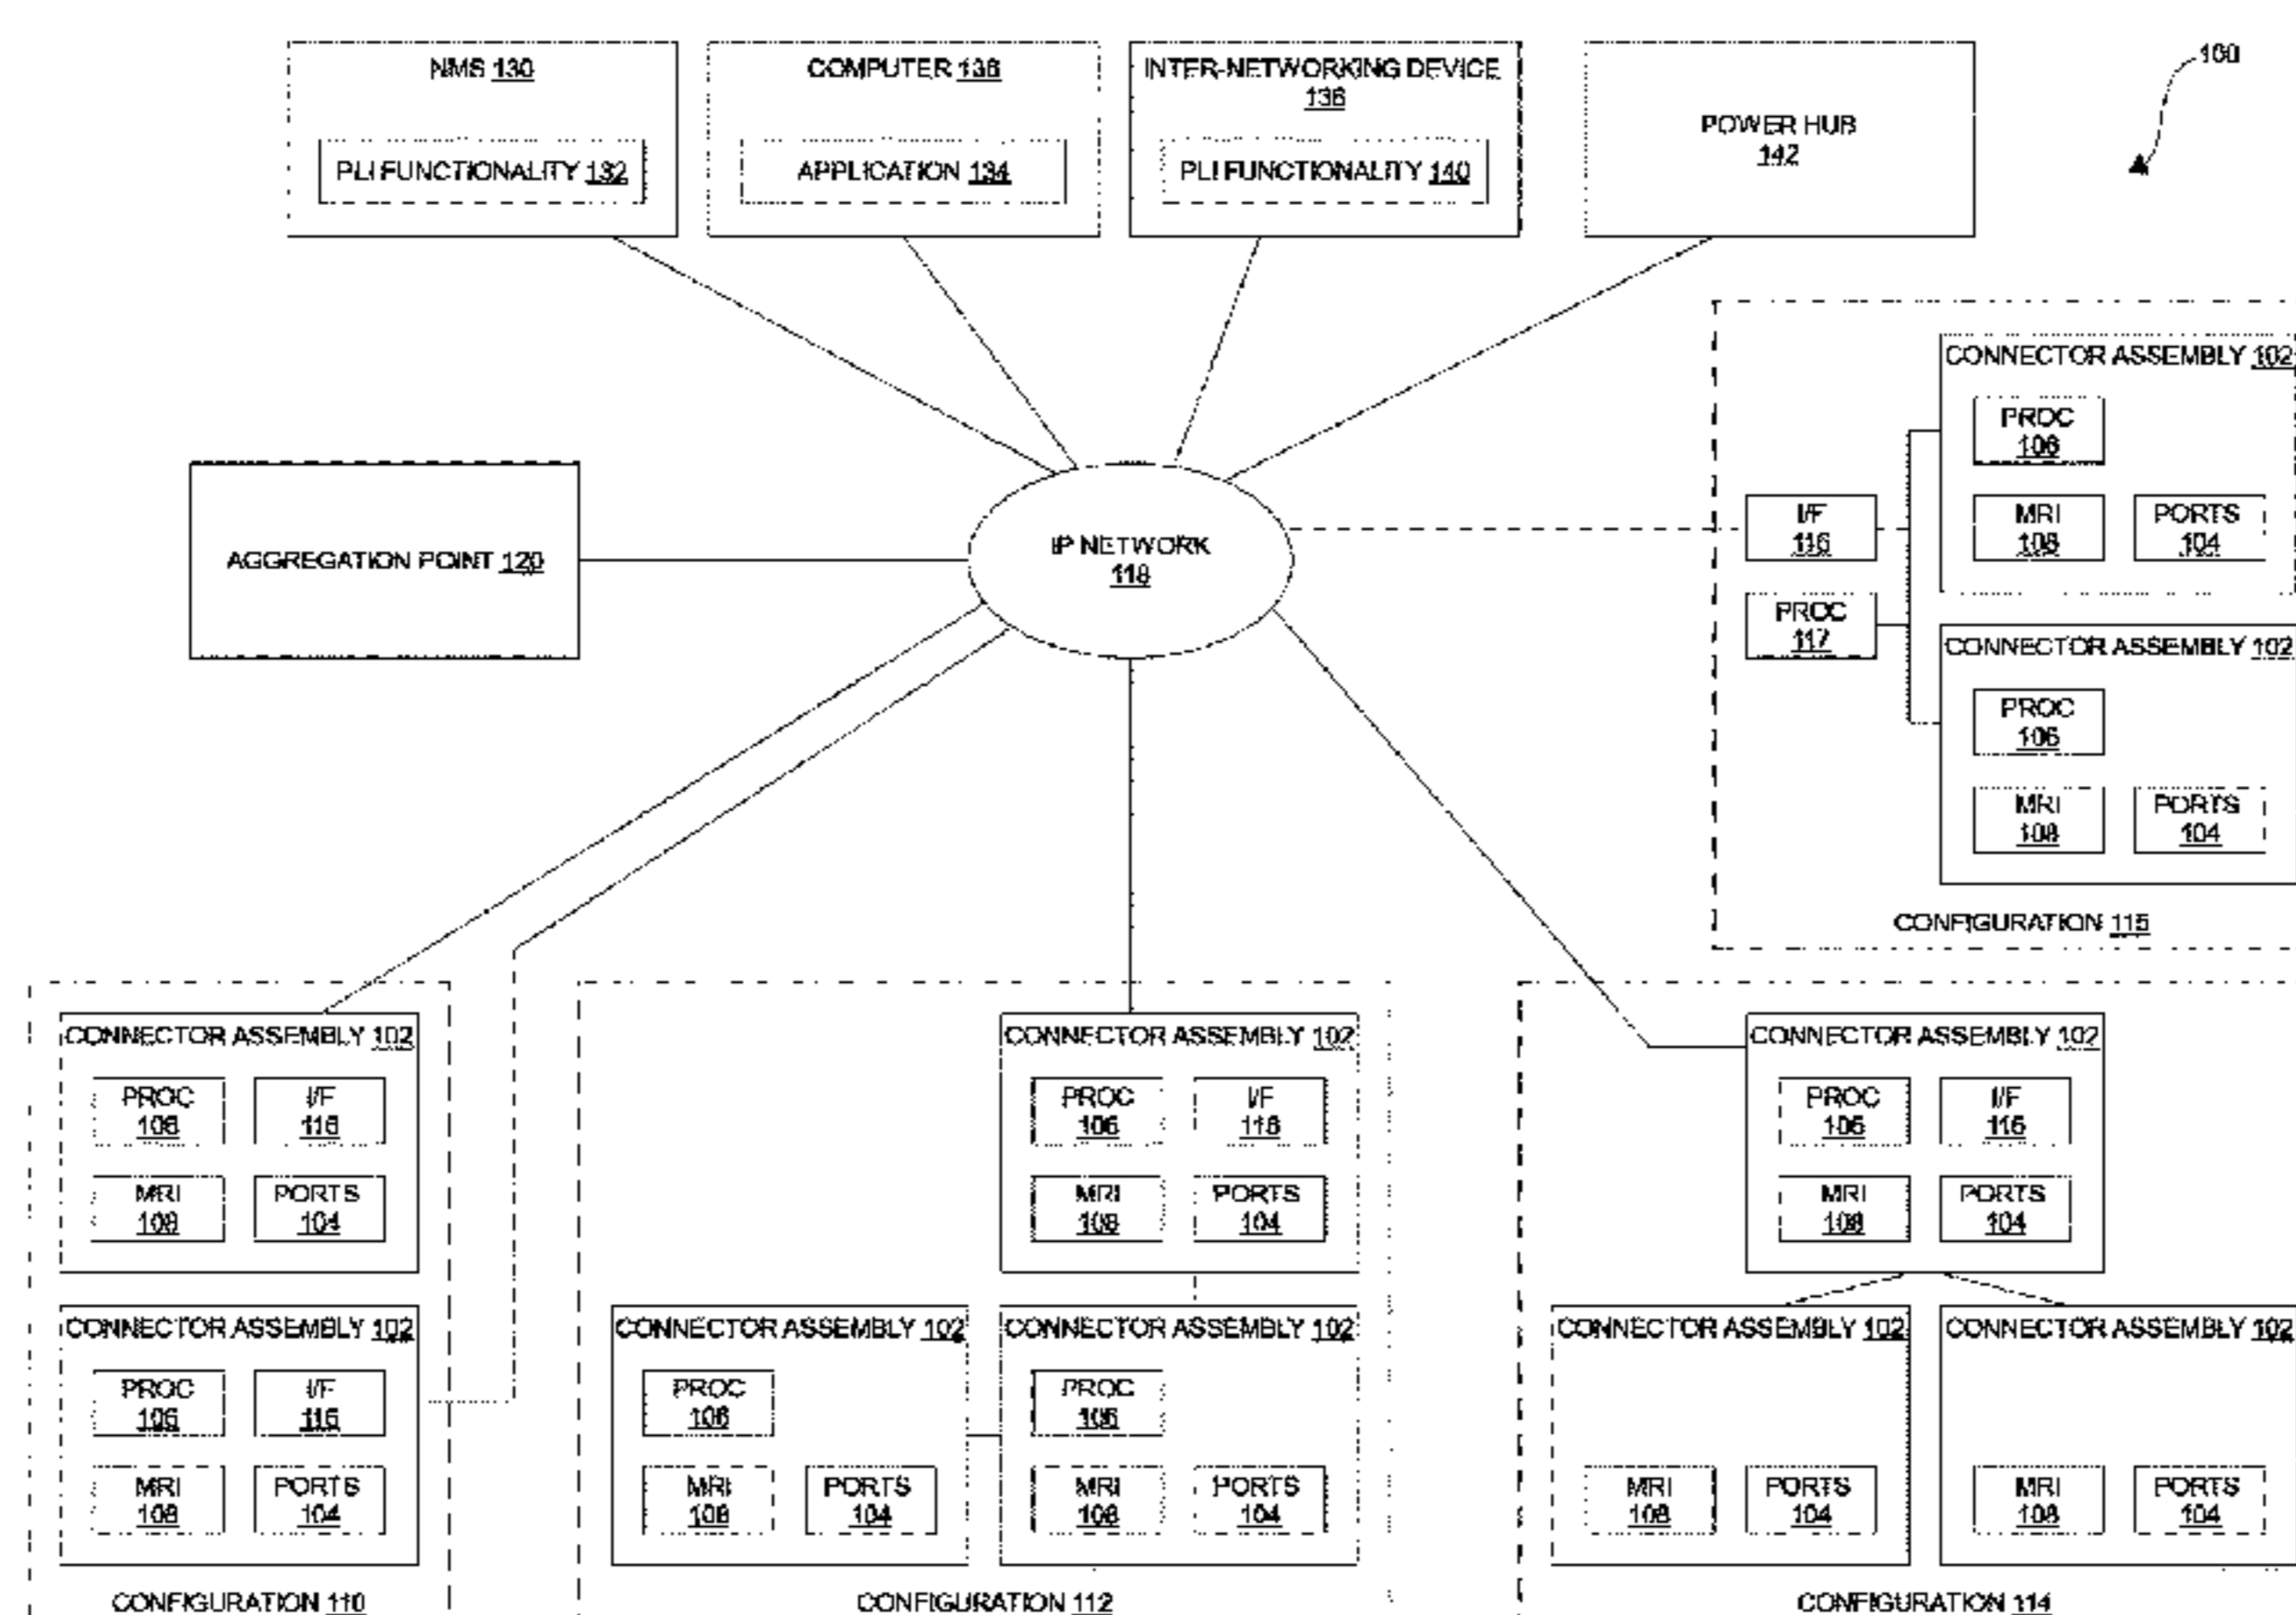 100
NMS 130
PLI FUNCTIONALITY 132
COMPUTER 136
APPLICATION 134
INTER-NETWORKING DEVICE
138
PLI FUNCTIONALITY 140
POWER HUB
142
AGGREGATION POINT 120
IP NETWORK
118
I/F
116
PROC
117
CONNECTOR ASSEMBLY 102
PROC
106
MRI
108
PORTS
104
CONNECTOR ASSEMBLY 102
PROC
106
MRI
108
PORTS
104
CONFIGURATION 115
CONNECTOR ASSEMBLY 102
PROC
106
I/F
116
MRI
108
PORTS
104
CONNECTOR ASSEMBLY 102
PROC
106
I/F
116
MRI
108
PORTS
104
CONFIGURATION 110
CONNECTOR ASSEMBLY 102
PROC
106
I/F
116
MRI
108
PORTS
104
CONNECTOR ASSEMBLY 102
PROC
106
MRI
108
PORTS
104
CONNECTOR ASSEMBLY 102
PROC
106
MRI
108
PORTS
104
CONFIGURATION 112
CONNECTOR ASSEMBLY 102
PROC
106
I/F
116
MRI
108
PORTS
104
CONNECTOR ASSEMBLY 102
MRI
108
PORTS
104
CONNECTOR ASSEMBLY 102
MRI
108
PORTS
104
CONFIGURATION 114